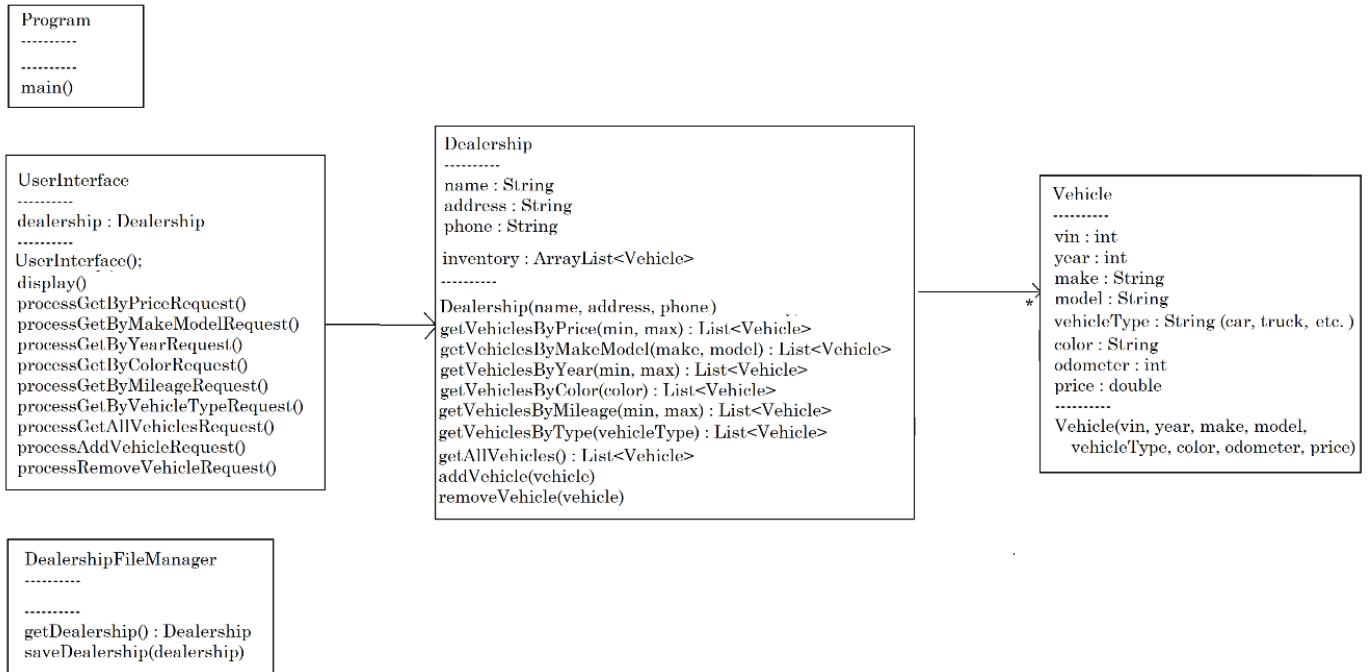 Program
----------
----------
main()
UserInterface
----------
dealership : Dealership
----------
UserInterface();
display()
processGetByPriceRequest()
processGetByMakeModelRequest()
processGetByYearRequest()
processGetByColorRequest()
processGetByMileageRequest()
processGetByVehicleTypeRequest()
processGetAllVehiclesRequest()
processAddVehicleRequest()
processRemoveVehicleRequest()
Dealership
----------
name : String
address : String
phone : String
inventory : ArrayList<Vehicle>
----------
Dealership(name, address, phone)
getVehiclesByPrice(min, max) : List<Vehicle>
getVehiclesByMakeModel(make, model) : List<Vehicle>
getVehiclesByYear(min, max) : List<Vehicle>
getVehiclesByColor(color) : List<Vehicle>
getVehiclesByMileage(min, max) : List<Vehicle>
getVehiclesByType(vehicleType) : List<Vehicle>
getAllVehicles() : List<Vehicle>
addVehicle(vehicle)
removeVehicle(vehicle)
*
Vehicle
----------
vin : int
year : int
make : String
model : String
vehicleType : String (car, truck, etc. )
color : String
odometer : int
price : double
----------
Vehicle(vin, year, make, model,
vehicleType, color, odometer, price)
DealershipFileManager
----------
----------
getDealership() : Dealership
saveDealership(dealership)